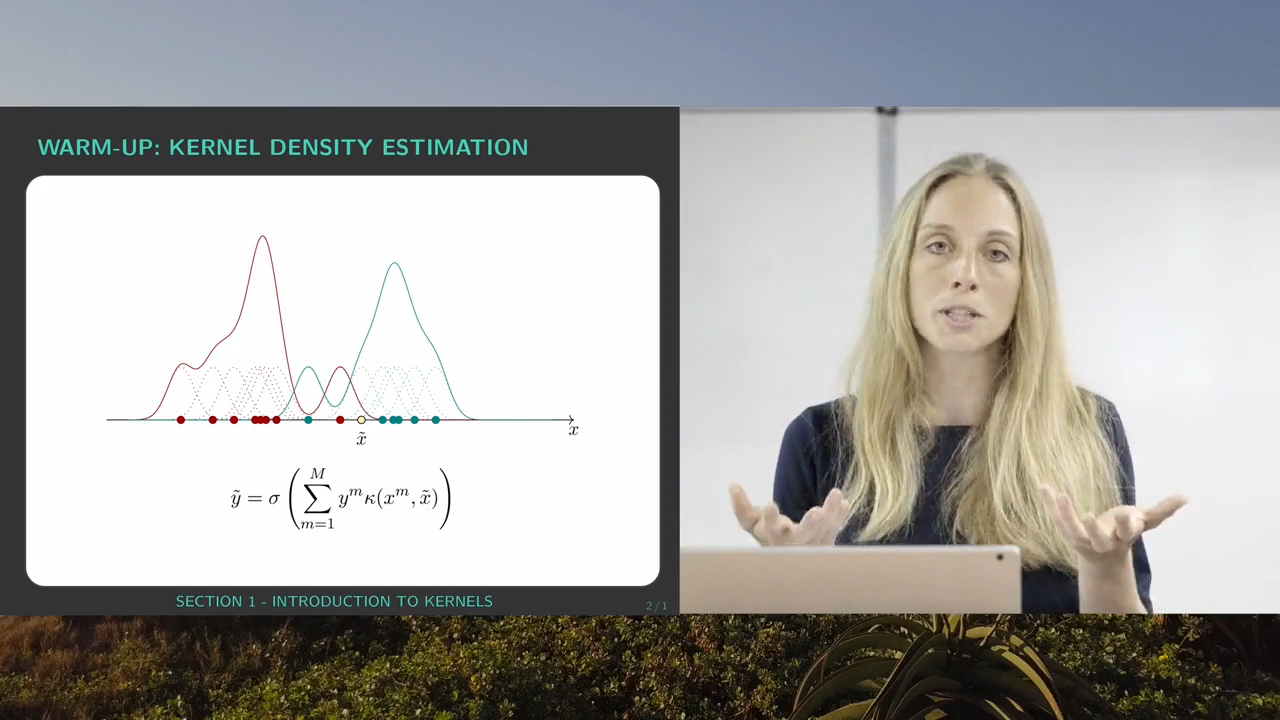 WARM-UP: KERNEL DENSITY ESTIMATION
x
x̃
ỹ = σ ( ∑_{m=1}^{M} y^m κ(x^m, x̃) )
SECTION 1 - INTRODUCTION TO KERNELS
2 / 1